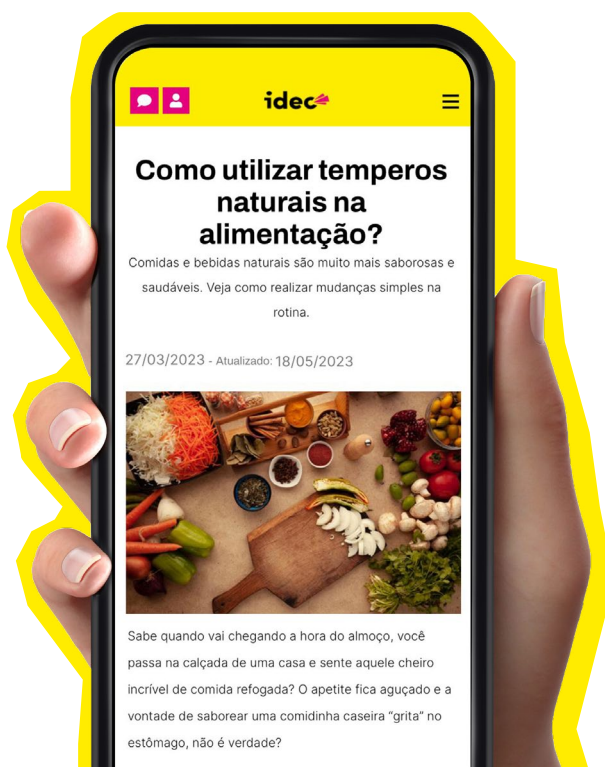 idec
Como utilizar temperos
naturais na
alimentação?
Comidas e bebidas naturais são muito mais saborosas e
saudáveis. Veja como realizar mudanças simples na
rotina.
27/03/2023 - Atualizado: 18/05/2023
Sabe quando vai chegando a hora do almoço, você
passa na calçada de uma casa e sente aquele cheiro
incrível de comida refogada? O apetite fica aguçado e a
vontade de saborear uma comidinha caseira “grita” no
estômago, não é verdade?